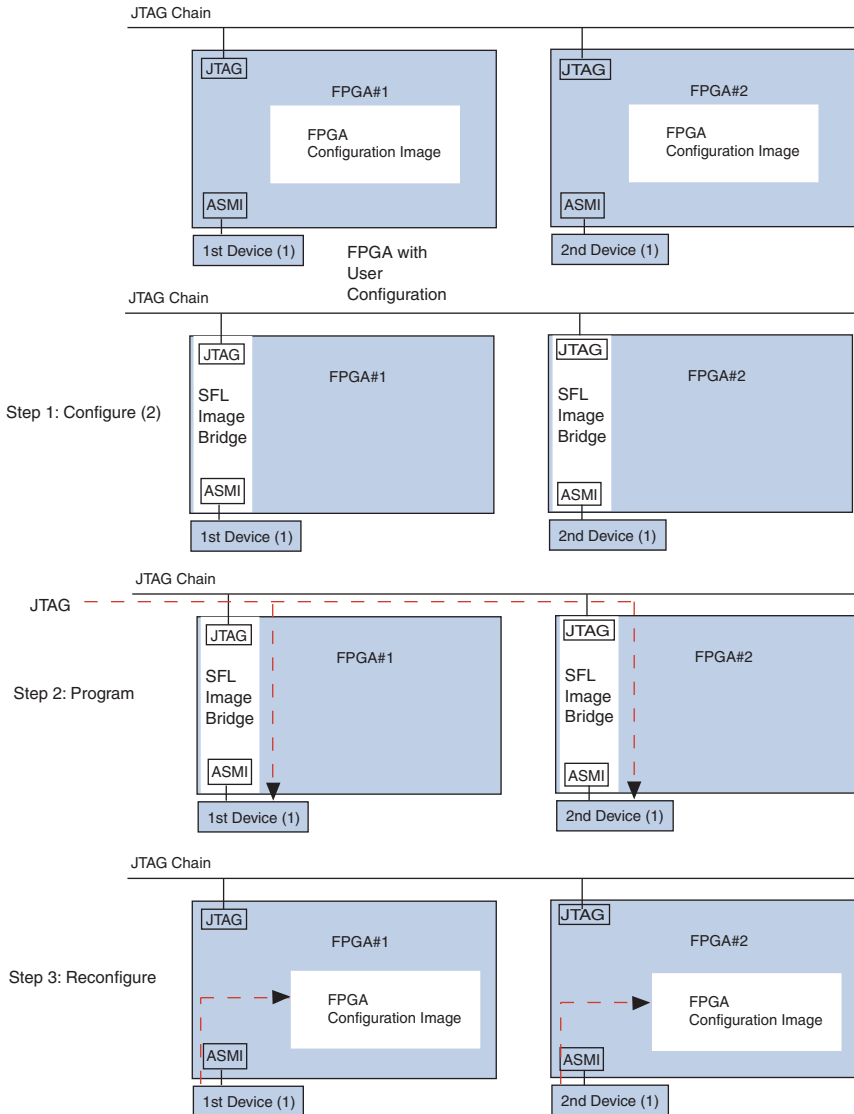 JTAG Chain
JTAG
FPGA#1
FPGA
Configuration Image
ASMI
1st Device (1)
JTAG
FPGA#2
FPGA
Configuration Image
ASMI
2nd Device (1)
FPGA with
User
Configuration
JTAG Chain
Step 1: Configure (2)
JTAG
FPGA#1
SFL
Image
Bridge
ASMI
1st Device (1)
JTAG
FPGA#2
SFL
Image
Bridge
ASMI
2nd Device (1)
JTAG Chain
JTAG
Step 2: Program
JTAG
FPGA#1
SFL
Image
Bridge
ASMI
1st Device (1)
JTAG
FPGA#2
SFL
Image
Bridge
ASMI
2nd Device (1)
JTAG Chain
Step 3: Reconfigure
JTAG
FPGA#1
FPGA
Configuration Image
ASMI
1st Device (1)
JTAG
FPGA#2
FPGA
Configuration Image
ASMI
2nd Device (1)